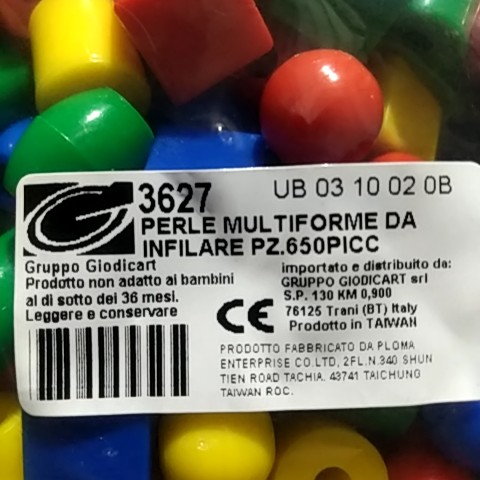 3627
UB 03 10 02 0B
PERLE MULTIFORME DA
INFILARE PZ.650PICC
Gruppo Giodicart
Prodotto non adatto ai bambini
al di sotto dei 36 mesi.
Leggere e conservare
importato e distribuito da:
GRUPPO GIODICART srl
S.P. 130 KM 0,900
76125 Trani (BT) Italy
Prodotto in TAIWAN
CE
PRODOTTO FABBRICATO DA PLOMA
ENTERPRISE CO.LTD, 2FL.N.340 SHUN
TIEN ROAD TACHIA. 43741 TAICHUNG
TAIWAN ROC.